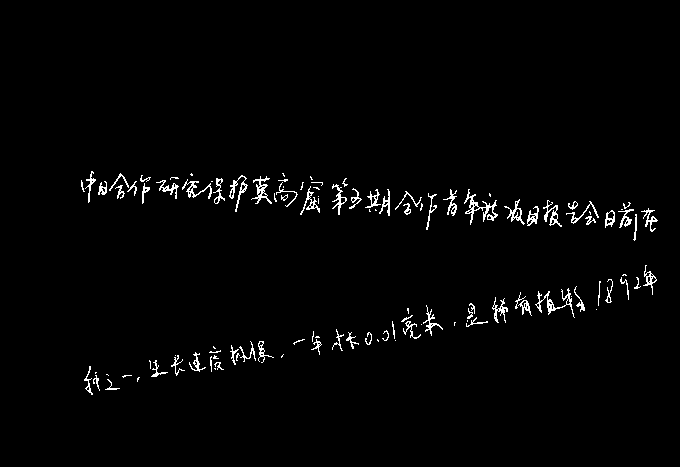 中日合作研究保护莫高窟第五期合作首年度项目报告会日前在
种之一,生长速度极慢,一年才长0.01毫米,是稀有植物.1892年